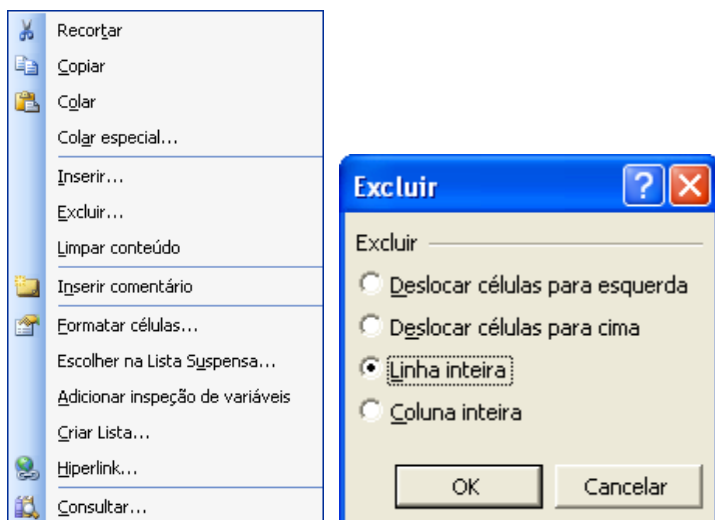 Recortar
Copiar
Colar
Colar especial...
Inserir...
Excluir...
Limpar conteúdo
Inserir comentário
Formatar células...
Escolher na Lista Suspensa...
Adicionar inspeção de variáveis
Criar Lista...
Hiperlink...
Consultar...
Excluir
Excluir
Deslocar células para esquerda
Deslocar células para cima
Linha inteira
Coluna inteira
OK Cancelar